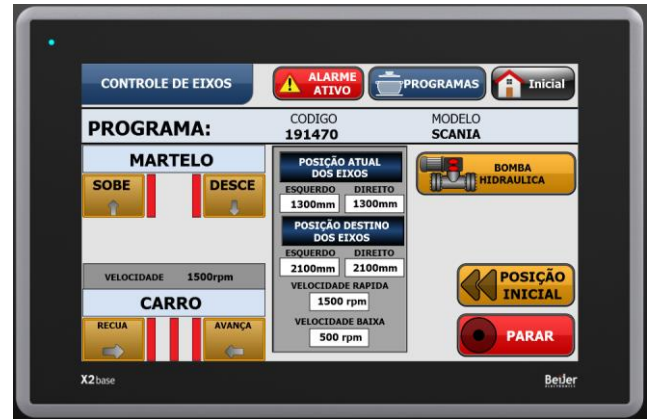 CONTROLE DE EIXOS
ALARME
ATIVO
PROGRAMAS
Inicial
PROGRAMA:
CODIGO
191470
MODELO
SCANIA
MARTELO
SOBE
DESCE
POSIÇÃO ATUAL
DOS EIXOS
ESQUERDO DIREITO
1300mm 1300mm
POSIÇÃO DESTINO
DOS EIXOS
ESQUERDO DIREITO
2100mm 2100mm
VELOCIDADE RAPIDA
1500 rpm
VELOCIDADE BAIXA
500 rpm
BOMBA
HIDRAULICA
VELOCIDADE 1500rpm
CARRO
RECUA
AVANÇA
POSIÇÃO
INICIAL
PARAR
X2base
Beijer
ELECTRONICS